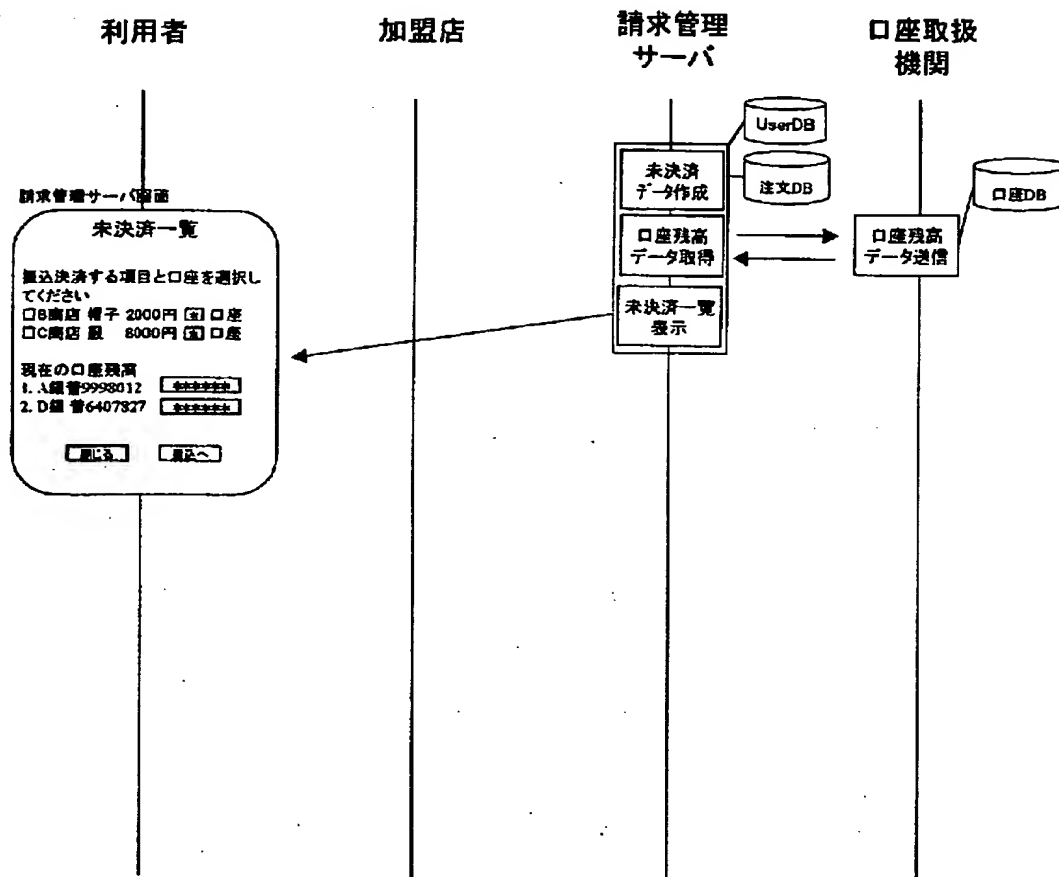 利用者
加盟店
請求管理
サーバ
口座取扱
機関
UserDB
注文DB
口座DB
未決済
データ作成
口座残高
データ取得
未決済一覧
表示
口座残高
データ送信
請求管理サーバ画面
未決済一覧
振込決済する項目と口座を選択し
てください
□B商店 帽子 2000円 口座
□C商店 服 8000円 口座
現在の口座残高
1. A銀 普9998012 ******
2. D銀 普6407827 ******
閉じる 振込へ